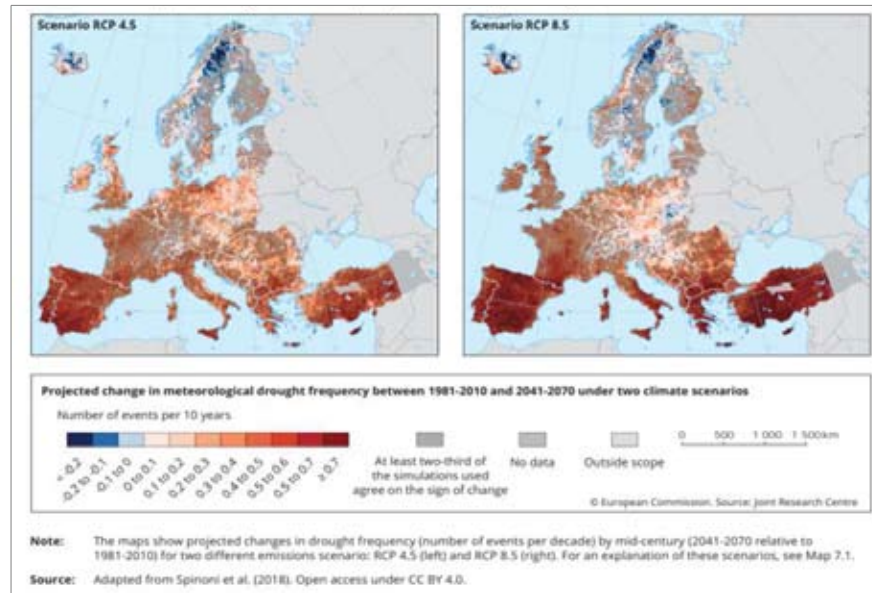 Scenario RCP 4.5
Scenario RCP 8.5
Projected change in meteorological drought frequency between 1981-2010 and 2041-2070 under two climate scenarios
Number of events per 10 years
< -0.2
-0.2 to -0.1
-0.1 to 0
0 to 0.1
0.1 to 0.2
0.2 to 0.3
0.3 to 0.4
0.4 to 0.5
0.5 to 0.6
0.5 to 0.7
≥ 0.7
At least two-third of
the simulations used
agree on the sign of change
No data
Outside scope
0 500 1 000 1 500 km
© European Commission. Source: Joint Research Centre
Note: The maps show projected changes in drought frequency (number of events per decade) by mid-century (2041-2070 relative to
1981-2010) for two different emissions scenario: RCP 4.5 (left) and RCP 8.5 (right). For an explanation of these scenarios, see Map 7.1.
Source: Adapted from Spinoni et al. (2018). Open access under CC BY 4.0.